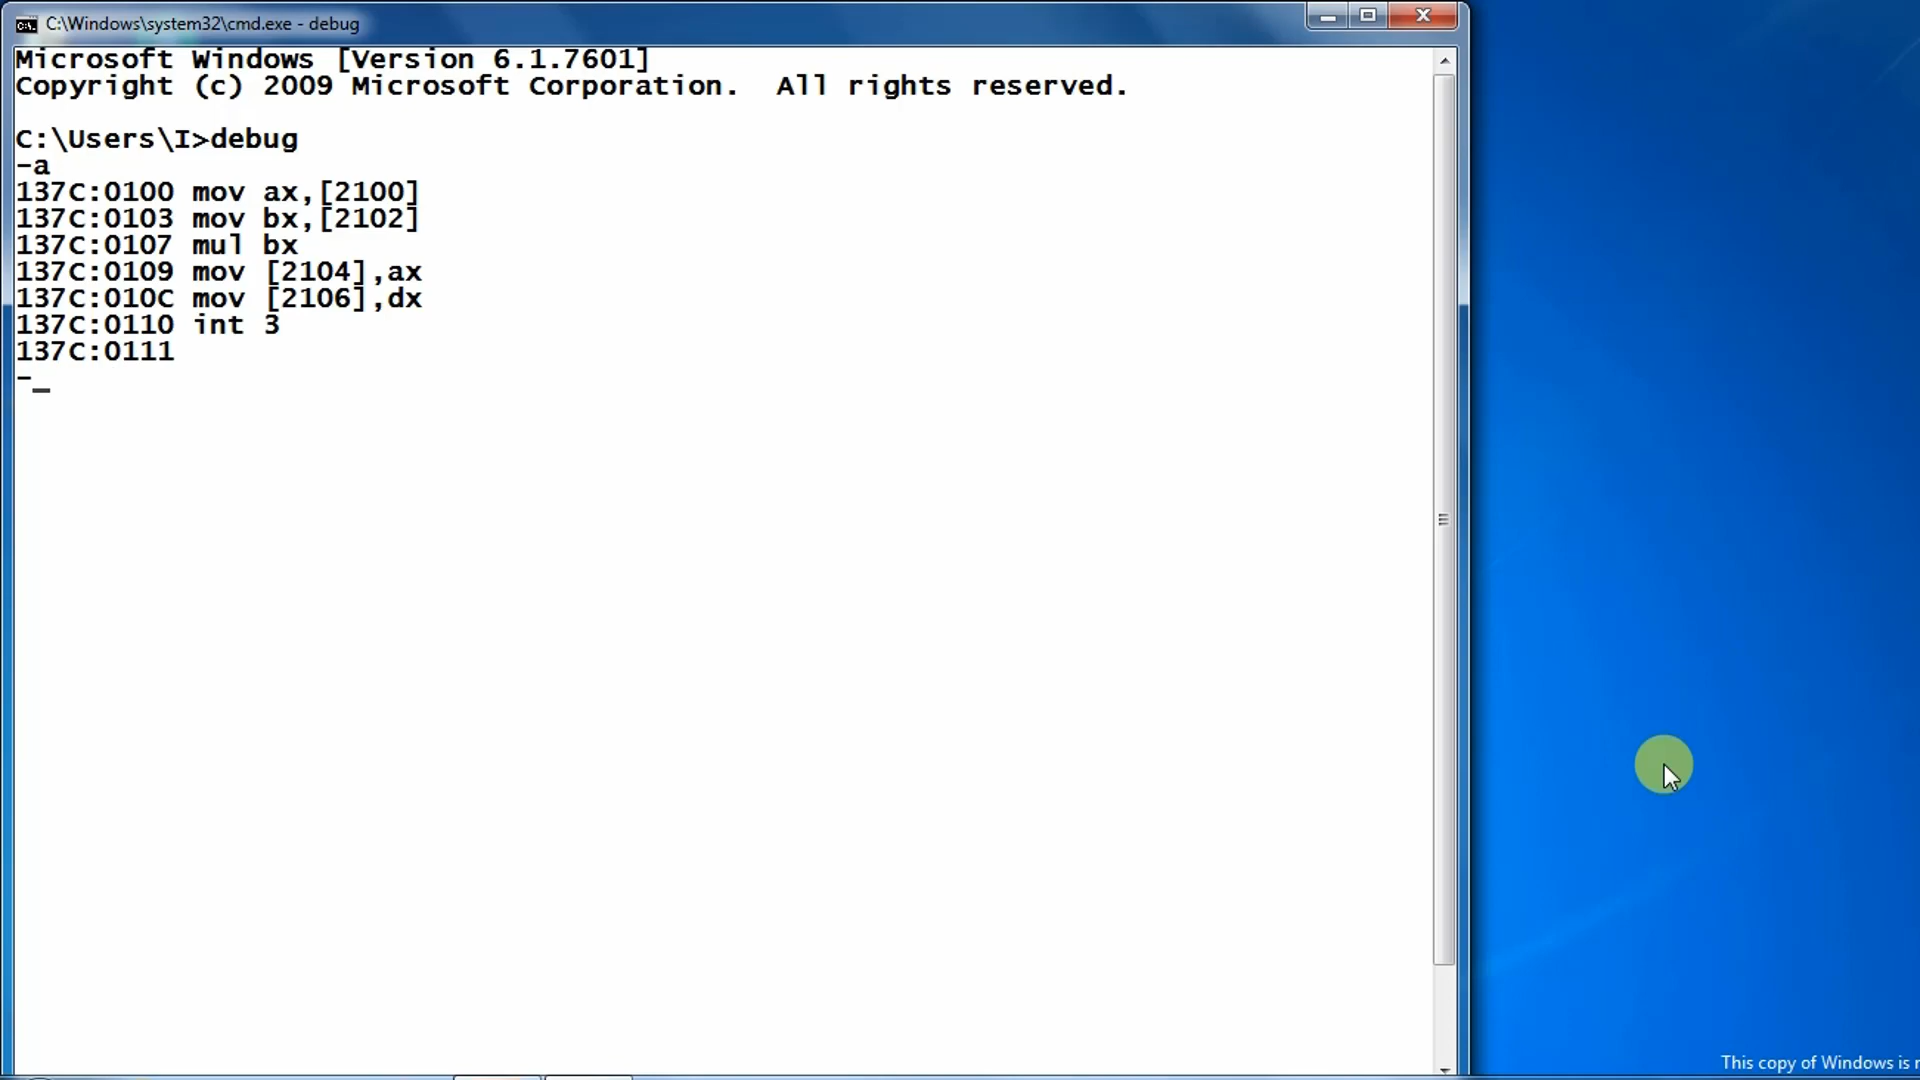 C:\Windows\system32\cmd.exe - debug
Microsoft Windows [Version 6.1.7601]
Copyright (c) 2009 Microsoft Corporation.  All rights reserved.
C:\Users\I>debug
-a
137C:0100 mov ax,[2100]
137C:0103 mov bx,[2102]
137C:0107 mul bx
137C:0109 mov [2104],ax
137C:010C mov [2106],dx
137C:0110 int 3
137C:0111
-_
This copy of Windows is